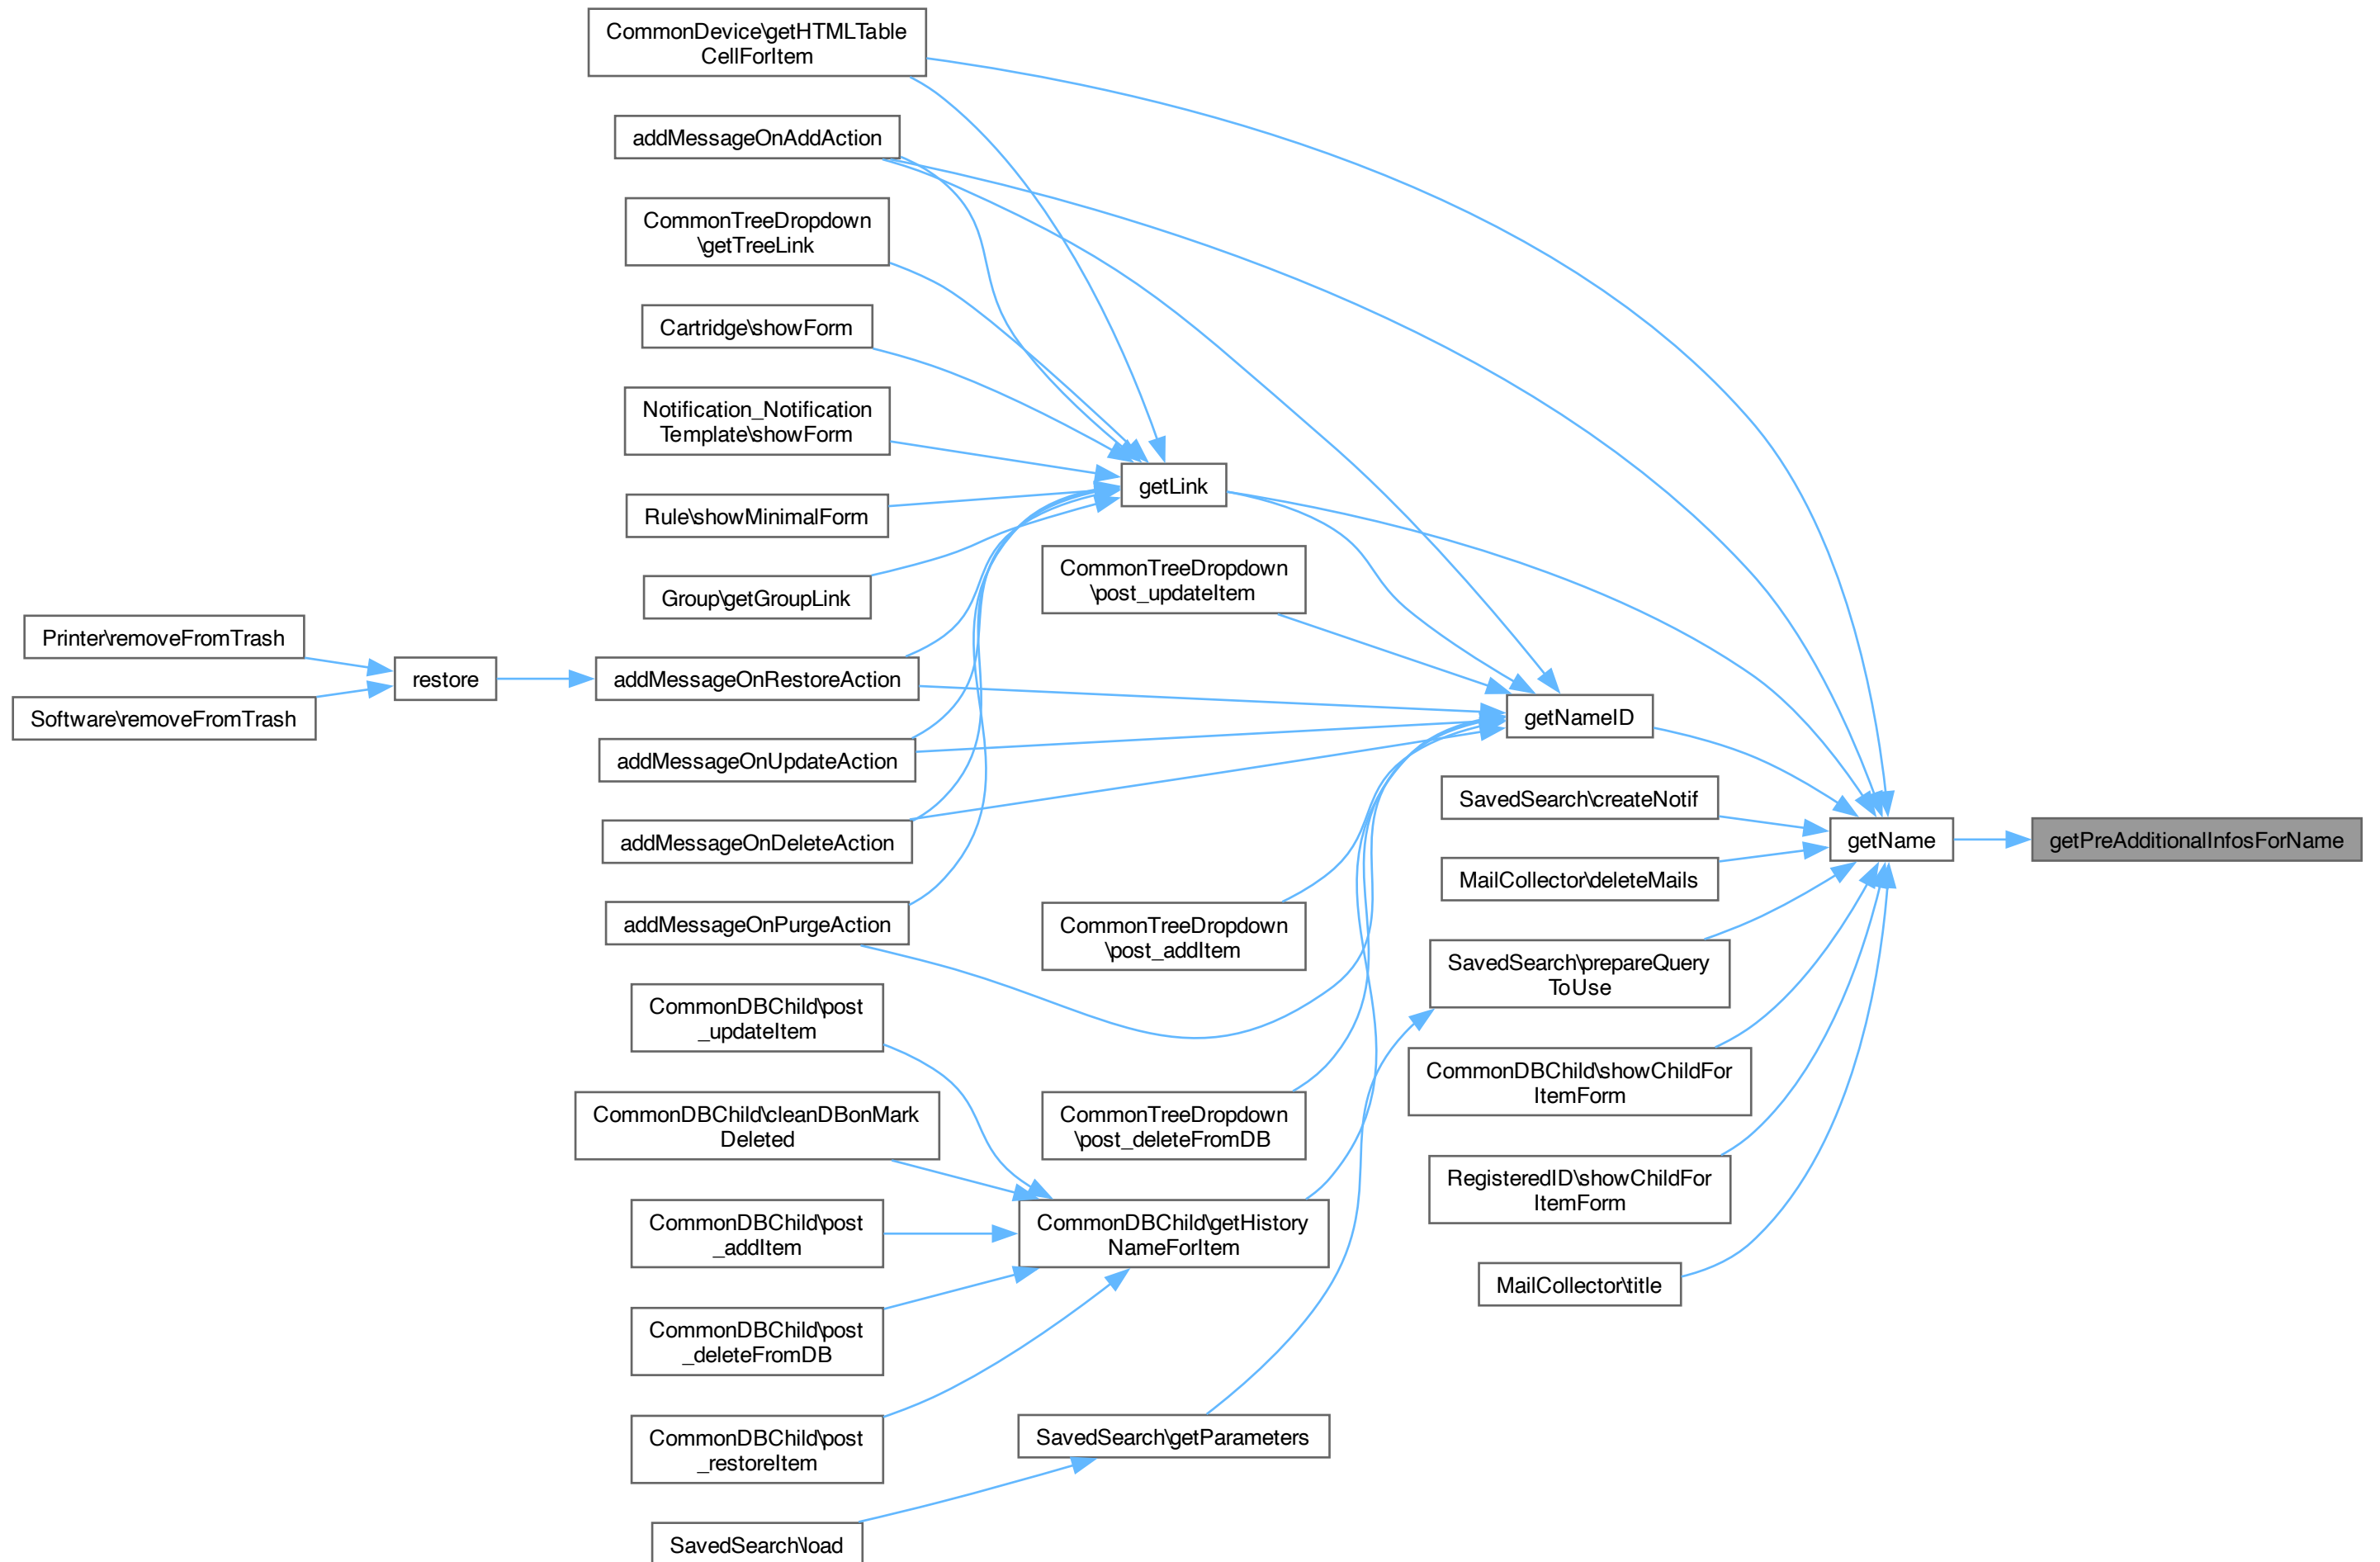 CommonDevice\getHTMLTable
CellForItem
addMessageOnAddAction
CommonTreeDropdown
\getTreeLink
Cartridge\showForm
Notification_Notification
Template\showForm
Rule\showMinimalForm
Group\getGroupLink
Printer\removeFromTrash
Software\removeFromTrash
restore
addMessageOnRestoreAction
addMessageOnUpdateAction
addMessageOnDeleteAction
addMessageOnPurgeAction
CommonDBChild\post
_updateItem
CommonDBChild\cleanDBonMark
Deleted
CommonDBChild\post
_addItem
CommonDBChild\post
_deleteFromDB
CommonDBChild\post
_restoreItem
SavedSearch\load
getLink
CommonTreeDropdown
\post_updateItem
CommonTreeDropdown
\post_addItem
CommonTreeDropdown
\post_deleteFromDB
CommonDBChild\getHistory
NameForItem
SavedSearch\getParameters
getNameID
SavedSearch\createNotif
MailCollector\deleteMails
SavedSearch\prepareQuery
ToUse
CommonDBChild\showChildFor
ItemForm
RegisteredID\showChildFor
ItemForm
MailCollector\title
getName
getPreAdditionalInfosForName